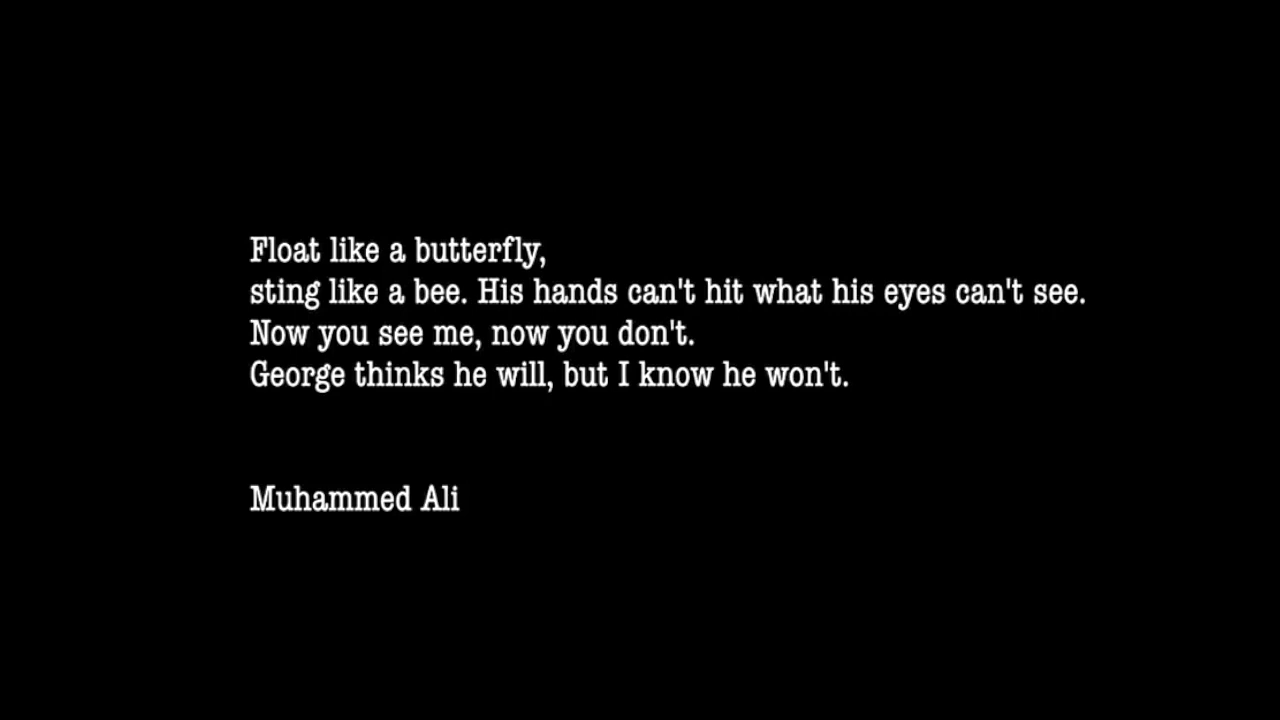 Float like a butterfly,
sting like a bee. His hands can't hit what his eyes can't see.
Now you see me, now you don't.
George thinks he will, but I know he won't.
Muhammed Ali